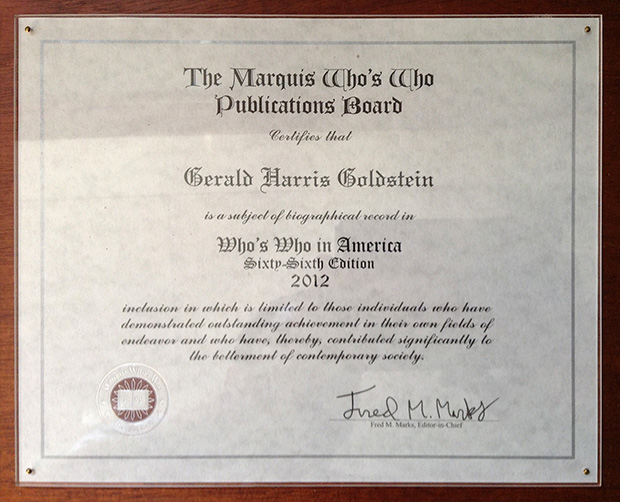 The Marquis Who's Who
Publications Board
Certifies that
Gerald Harris Goldstein
is a subject of biographical record in
Who's Who in America
Sixty-Sixth Edition
2012
inclusion in which is limited to those individuals who have
demonstrated outstanding achievement in their own fields of
endeavor and who have, thereby, contributed significantly to
the betterment of contemporary society.
Fred M. Marks
Fred M. Marks, Editor-in-Chief